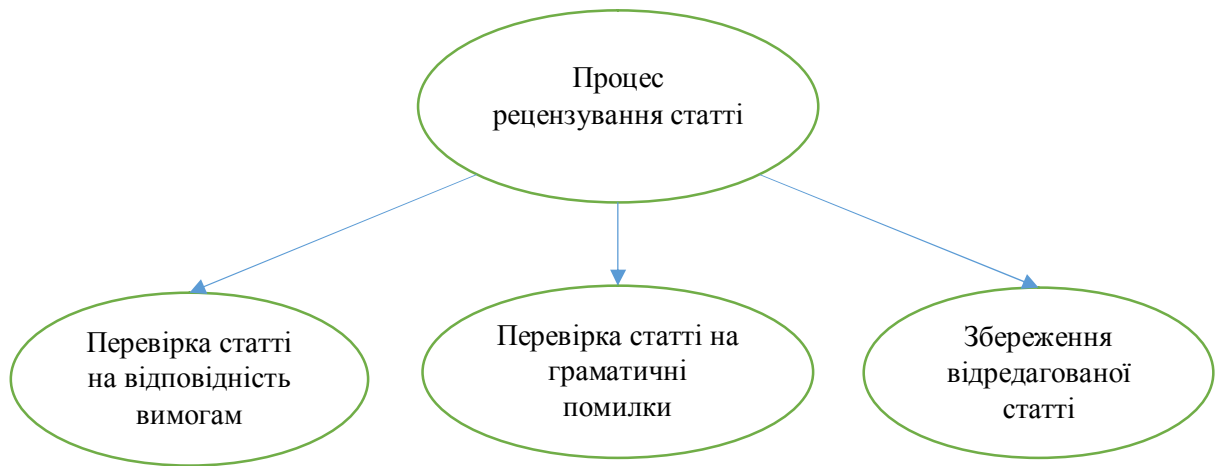 Процес
рецензування статті
Перевірка статті
на відповідність
вимогам
Перевірка статті на
граматичні
помилки
Збереження
відредагованої
статті